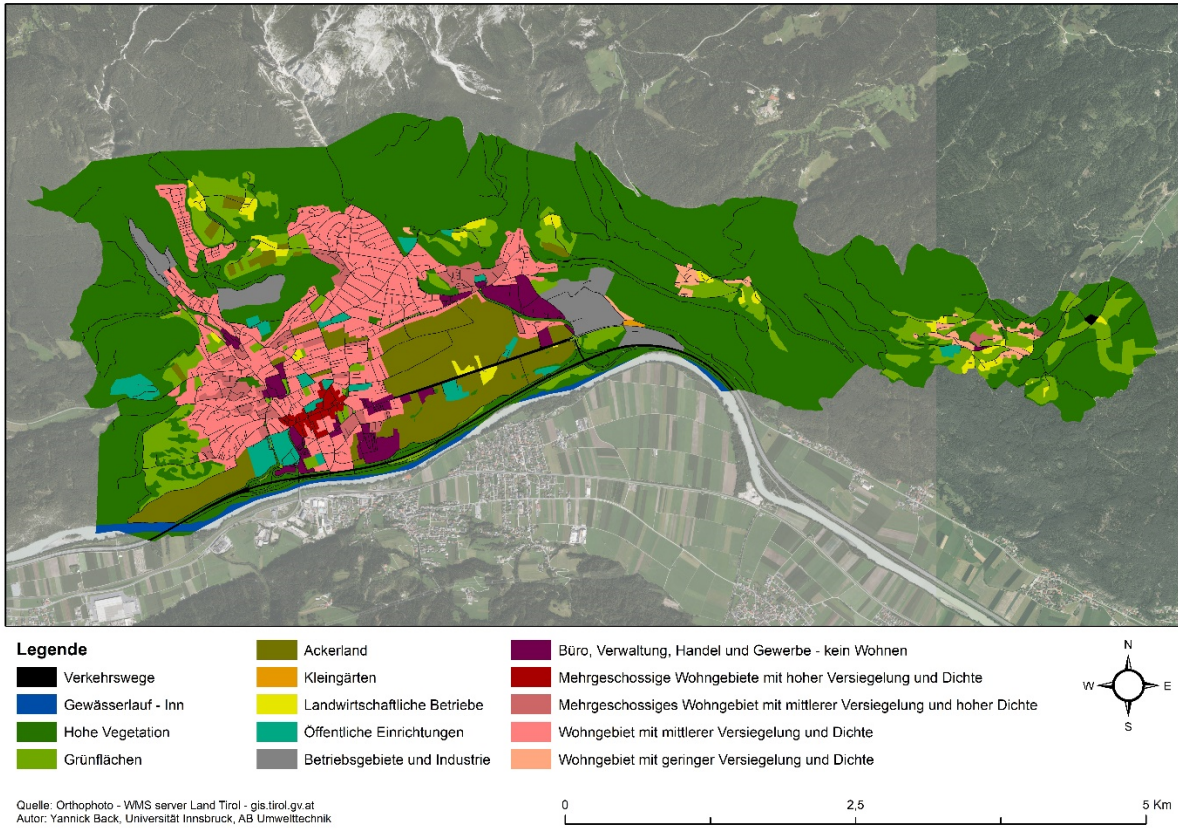 Legende
Verkehrswege
Gewässerlauf - Inn
Hohe Vegetation
Grünflächen
Ackerland
Kleingärten
Landwirtschaftliche Betriebe
Öffentliche Einrichtungen
Betriebsgebiete und Industrie
Büro, Verwaltung, Handel und Gewerbe - kein Wohnen
Mehrgeschossige Wohngebiete mit hoher Versiegelung und Dichte
Mehrgeschossiges Wohngebiet mit mittlerer Versiegelung und hoher Dichte
Wohngebiet mit mittlerer Versiegelung und Dichte
Wohngebiet mit geringer Versiegelung und Dichte
N
W E
S
Quelle: Orthophoto - WMS server Land Tirol - gis.tirol.gv.at
Autor: Yannick Back, Universität Innsbruck, AB Umwelttechnik
0 2,5 5 Km